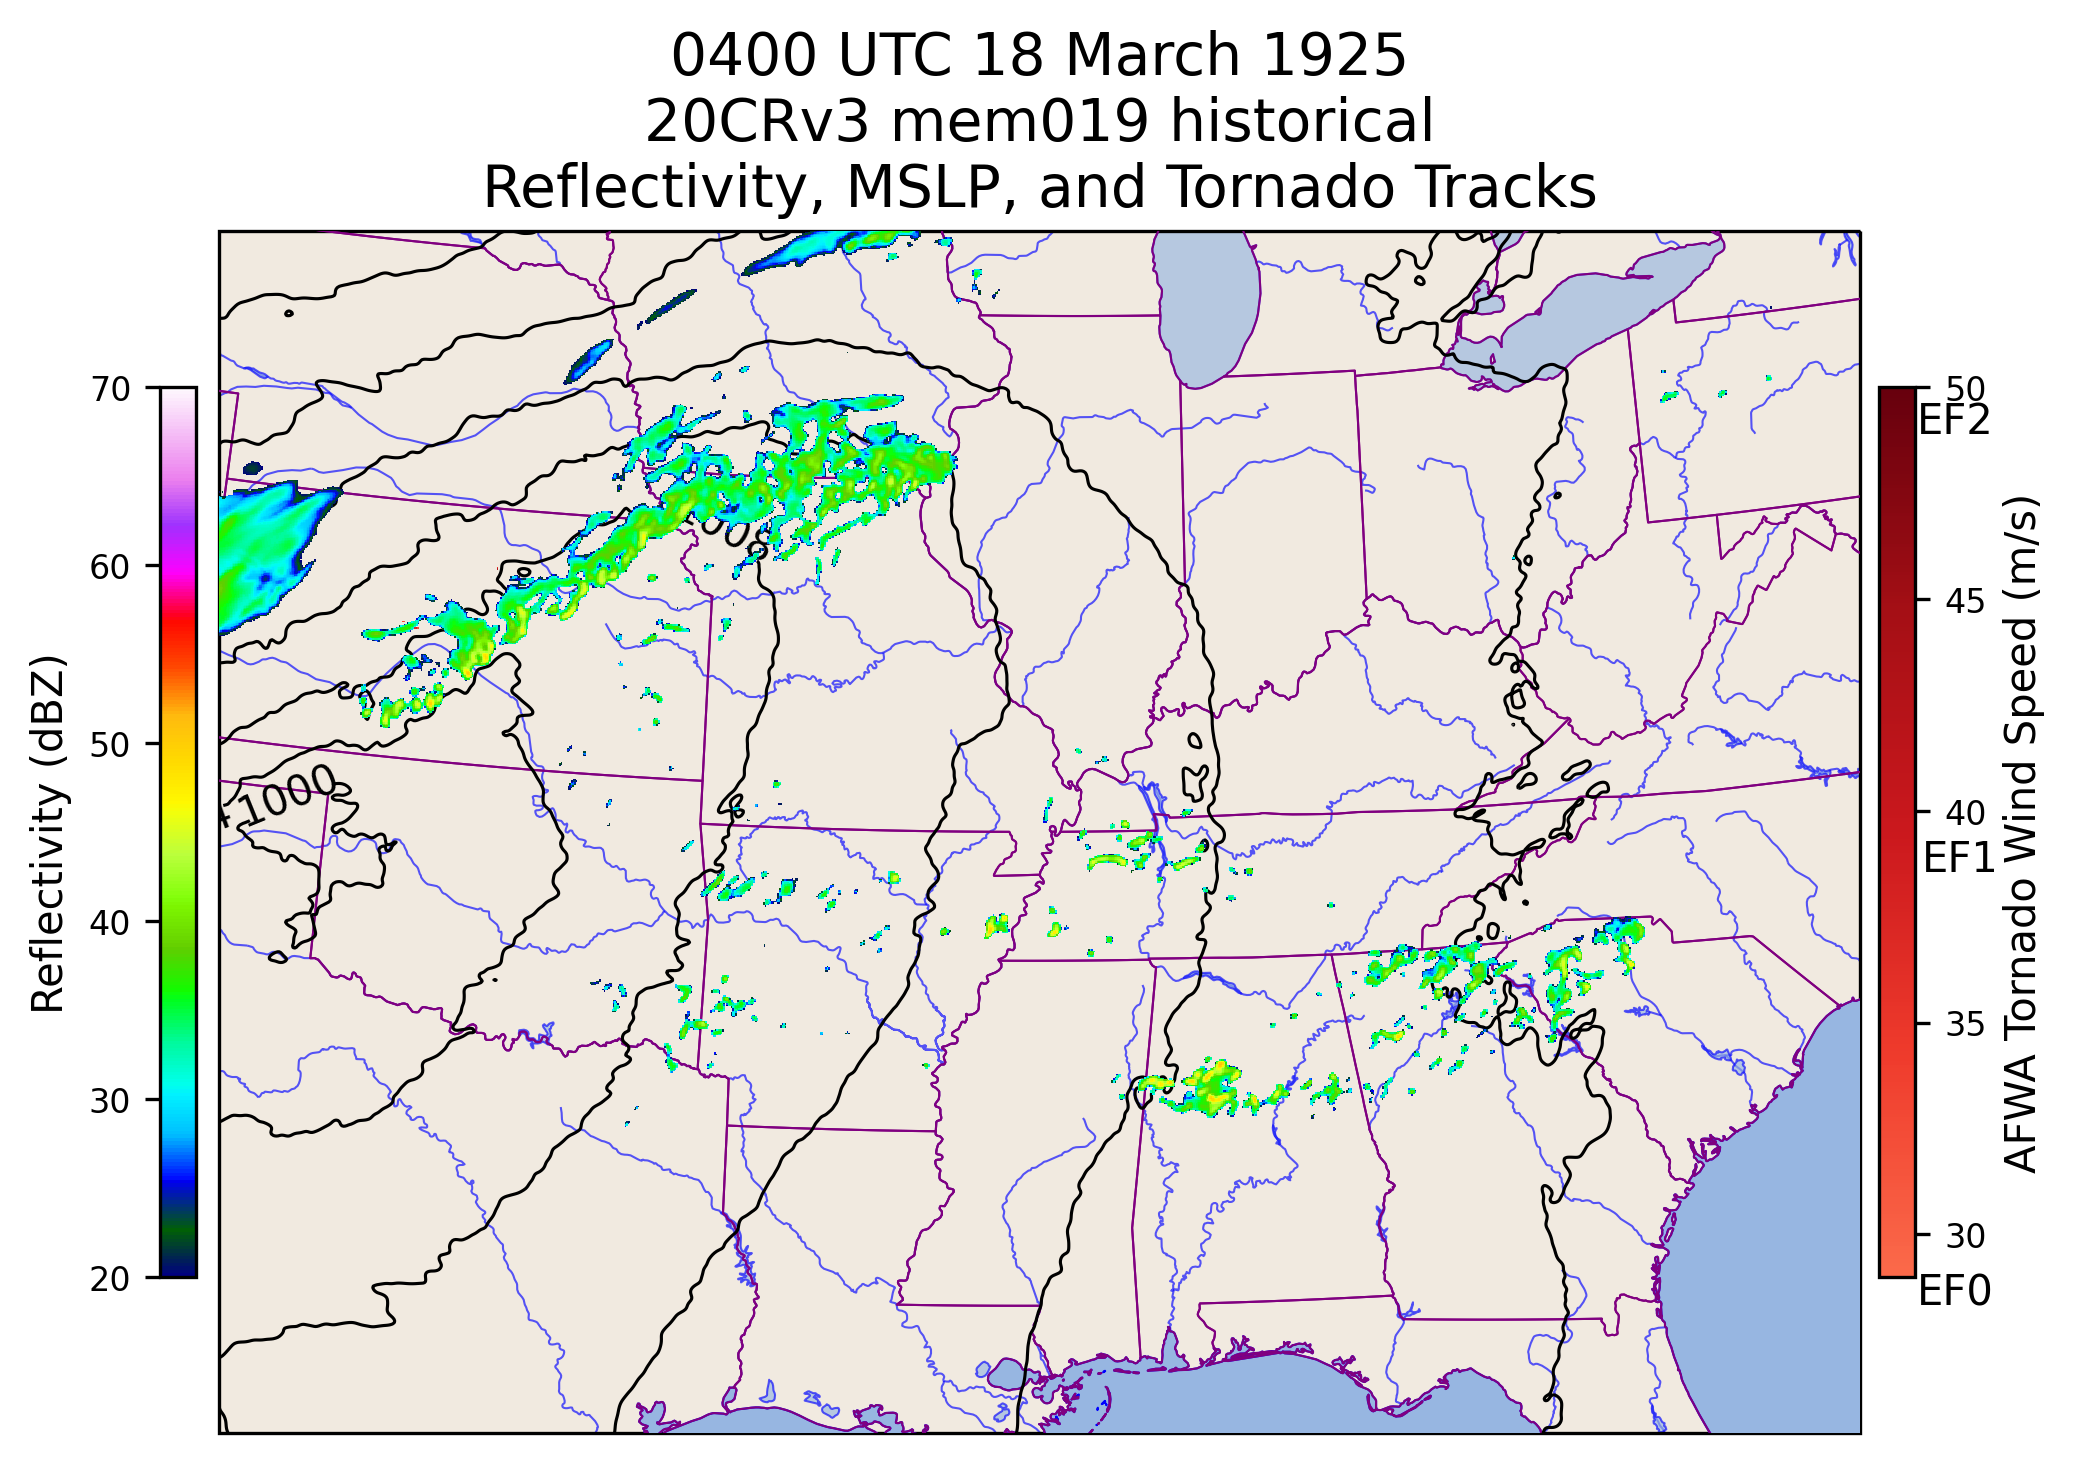 0400 UTC 18 March 1925
20CRv3 mem019 historical
Reflectivity, MSLP, and Tornado Tracks
70
60
50
40
30
20
Reflectivity (dBZ)
1000
50
EF2
45
40
EF1
35
30
EF0
AFWA Tornado Wind Speed (m/s)